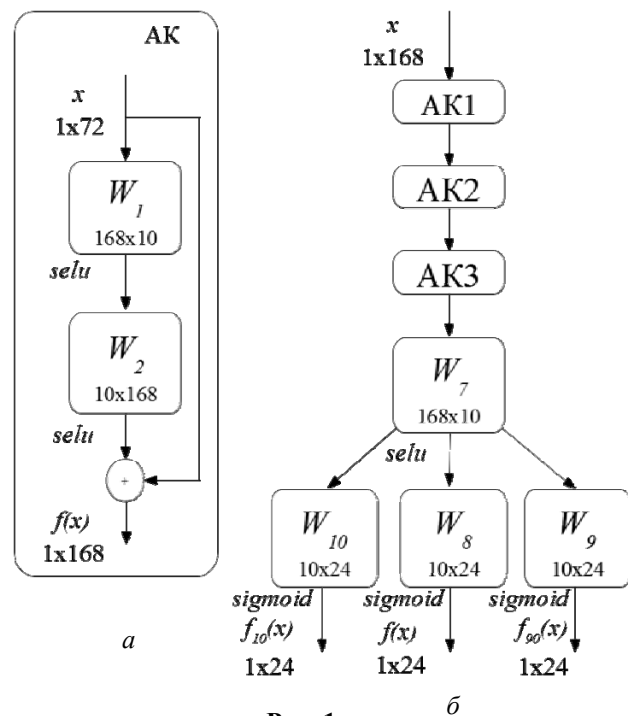 АК
x
1x72
W1
168x10
selu
W2
10x168
selu
+
f(x)
1x168
а
x
1x168
АК1
АК2
АК3
W7
168x10
selu
W10
10x24
W8
10x24
W9
10x24
sigmoid
f10(x)
1x24
sigmoid
f(x)
1x24
sigmoid
f90(x)
1x24
б